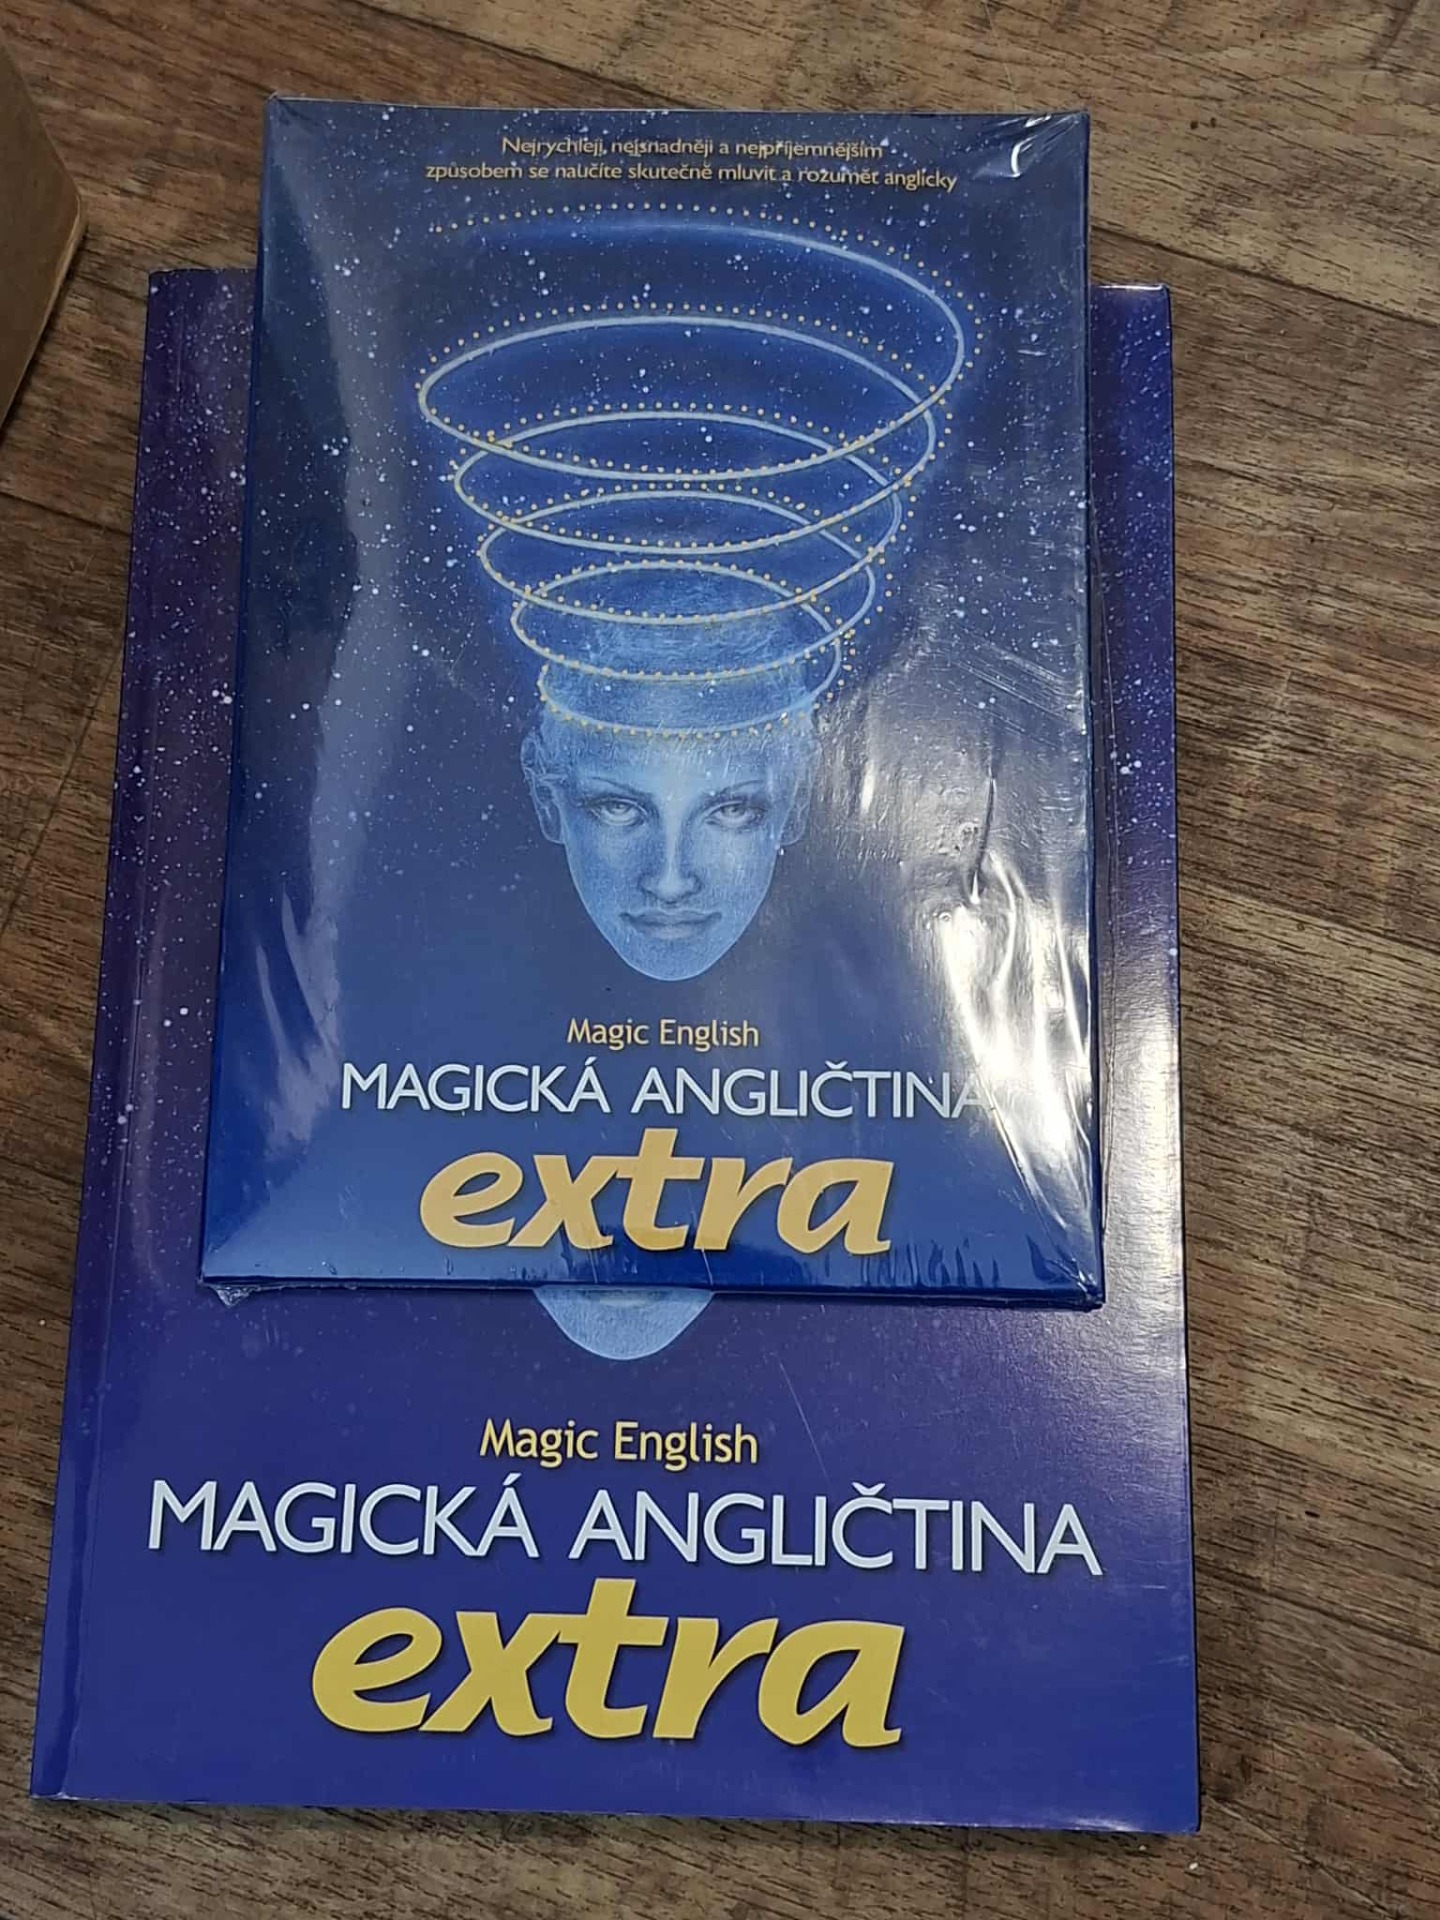 Nejrychleji, nejsnadněji a nejpříjemnějším
způsobem se naučíte skutečně mluvit a rozumět anglicky
Magic English
MAGICKÁ ANGLIČTINA
extra
Magic English
MAGICKÁ ANGLIČTINA
extra